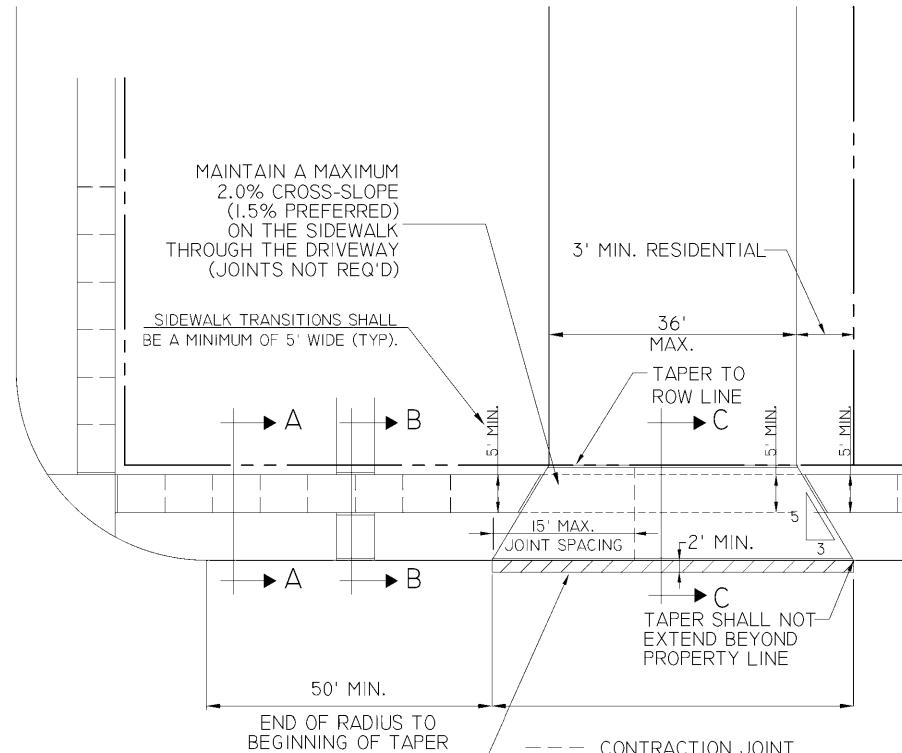 MAINTAIN A MAXIMUM
2.0% CROSS-SLOPE
(1.5% PREFERRED)
ON THE SIDEWALK
THROUGH THE DRIVEWAY
(JOINTS NOT REQ'D)
3' MIN. RESIDENTIAL
SIDEWALK TRANSITIONS SHALL
BE A MINIMUM OF 5' WIDE (TYP).
36'
MAX.
TAPER TO
ROW LINE
A
B
C
5' MIN.
5' MIN.
5' MIN.
15' MAX.
JOINT SPACING
5
3
2' MIN.
A
B
C
TAPER SHALL NOT
EXTEND BEYOND
PROPERTY LINE
50' MIN.
END OF RADIUS TO
BEGINNING OF TAPER
CONTRACTION JOINT